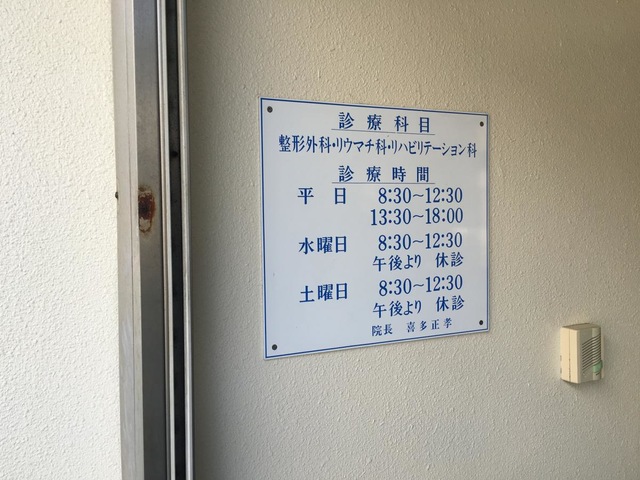 診療科目
整形外科・リウマチ科・リハビリテーション科
診療時間
平日 8:30～12:30
13:30～18:00
水曜日 8:30～12:30
午後より 休診
土曜日 8:30～12:30
午後より 休診
院長 喜多正孝